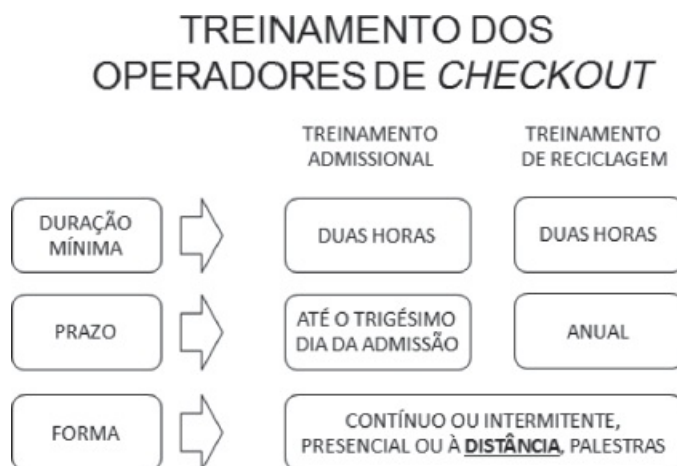 TREINAMENTO DOS
OPERADORES DE CHECKOUT
TREINAMENTO
ADMISSIONAL
TREINAMENTO
DE RECICLAGEM
DURAÇÃO
MÍNIMA
DUAS HORAS
DUAS HORAS
PRAZO
ATÉ O TRIGÉSIMO
DIA DA ADMISSÃO
ANUAL
FORMA
CONTÍNUO OU INTERMITENTE,
PRESENCIAL OU À DISTÂNCIA, PALESTRAS